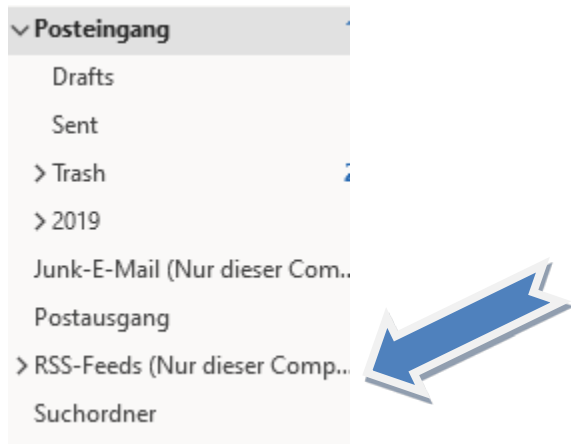 Posteingang
Drafts
Sent
Trash
2019
Junk-E-Mail (Nur dieser Com...
Postausgang
RSS-Feeds (Nur dieser Comp...
Suchordner